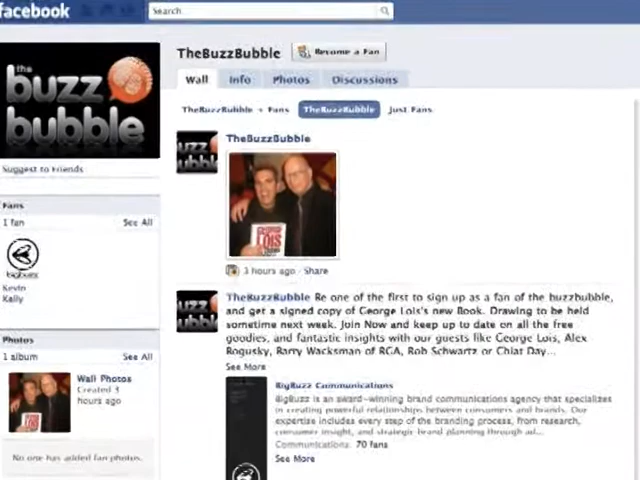 facebook
Search
the
buzz
bubble
TheBuzzBubble
Become a Fan
Wall Info Photos Discussions
TheBuzzBubble + Fans TheBuzzBubble Just Fans
Suggest to Friends
TheBuzzBubble
GEORGE
LOIS
3 hours ago · Share
Fans
1 fan See All
bigbuzz
Kevin
Kelly
TheBuzzBubble Be one of the first to sign up as a fan of the buzzbubble,
and get a signed copy of George Lois's new Book. Drawing to be held
sometime next week. Join Now and keep up to date on all the free
goodies, and fantastic insights with our guests like George Lois, Alex
Bogusky, Barry Wacksman of RGA, Rob Schwartz or Chiat Day...
See More
Photos
1 album See All
Wall Photos
Created 3
hours ago
No one has added fan photos.
BigBuzz Communications
BigBuzz is an award-winning brand communications agency that specializes
in creating powerful relationships between consumers and brands. Our
expertise includes every step of the branding process, from research,
consumer insight, and strategic brand planning through ad...
Communications: 70 fans
See More